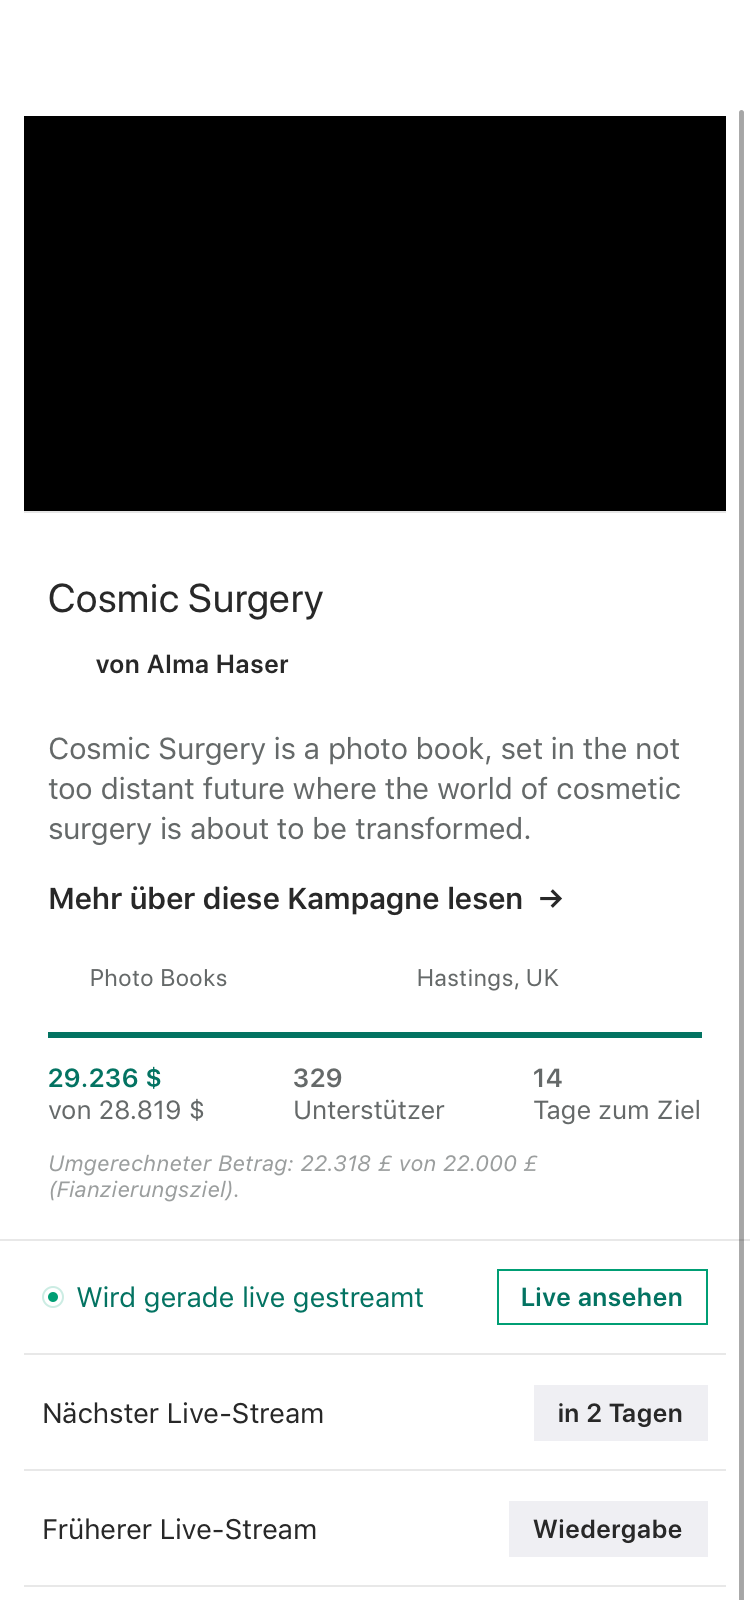 Cosmic Surgery
von Alma Haser
Cosmic Surgery is a photo book, set in the not
too distant future where the world of cosmetic
surgery is about to be transformed.
Mehr über diese Kampagne lesen →
Photo Books Hastings, UK
29.236 $ 329 14
von 28.819 $ Unterstützer Tage zum Ziel
Umgerechneter Betrag: 22.318 £ von 22.000 £
(Fianzierungsziel).
Wird gerade live gestreamt Live ansehen
Nächster Live-Stream in 2 Tagen
Früherer Live-Stream Wiedergabe